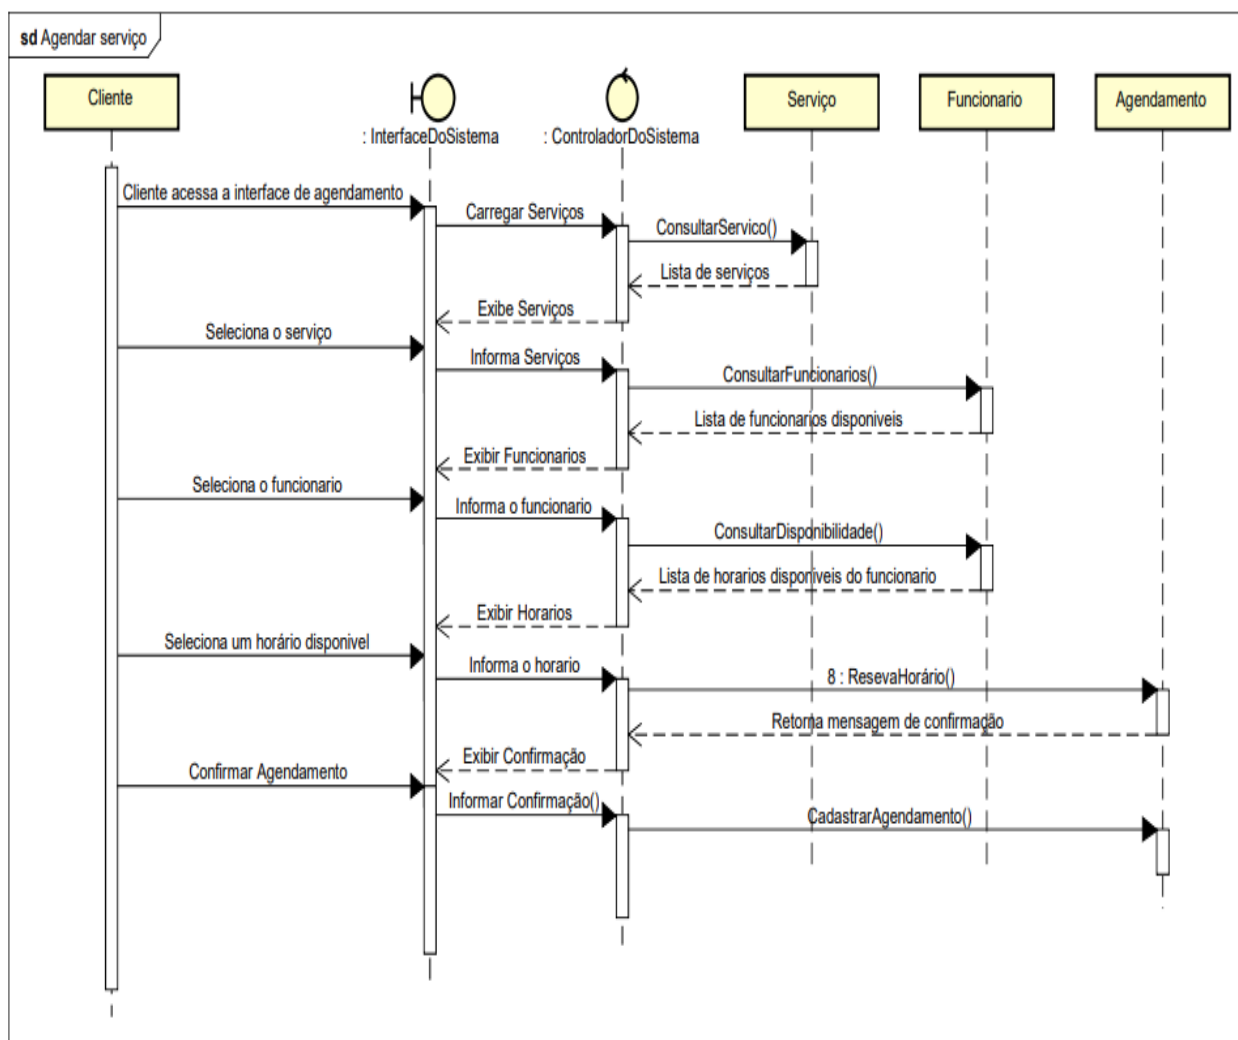 sd Agendar serviço
Cliente
: InterfaceDoSistema
: ControladorDoSistema
Serviço
Funcionario
Agendamento
Cliente acessa a interface de agendamento
Carregar Serviços
ConsultarServico()
Lista de serviços
Exibe Serviços
Seleciona o serviço
Informa Serviços
ConsultarFuncionarios()
Lista de funcionarios disponiveis
Exibir Funcionarios
Seleciona o funcionario
Informa o funcionario
ConsultarDisponibilidade()
Lista de horarios disponiveis do funcionario
Exibir Horarios
Seleciona um horário disponivel
Informa o horario
8 : ResevaHorário()
Retorna mensagem de confirmação
Exibir Confirmação
Confirmar Agendamento
Informar Confirmação()
CadastrarAgendamento()